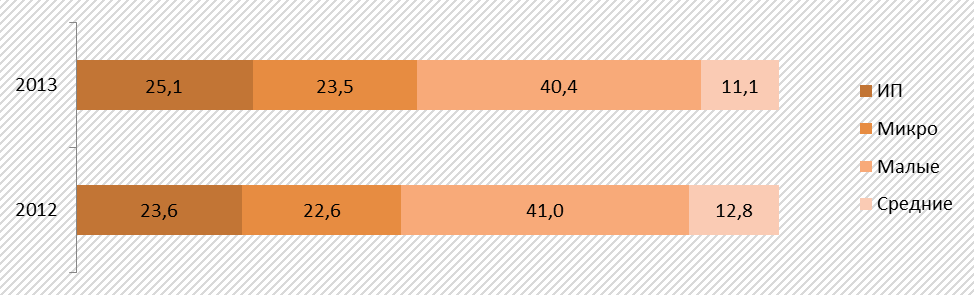 2013
25,1
23,5
40,4
11,1
2012
23,6
22,6
41,0
12,8
ИП
Микро
Малые
Средние